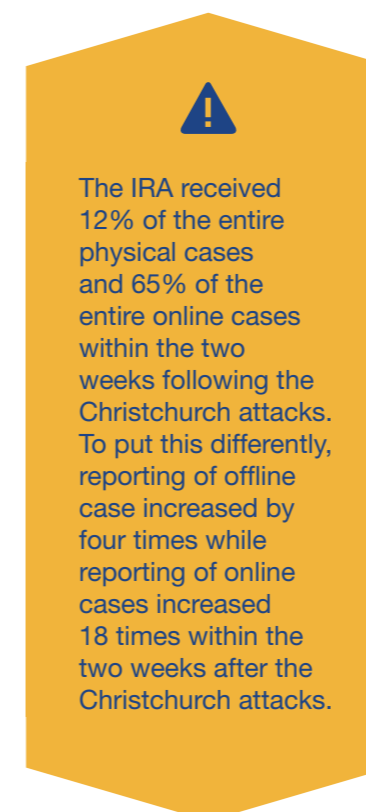 The IRA received
12% of the entire
physical cases
and 65% of the
entire online cases
within the two
weeks following the
Christchurch attacks.
To put this differently,
reporting of offline
case increased by
four times while
reporting of online
cases increased
18 times within the
two weeks after the
Christchurch attacks.